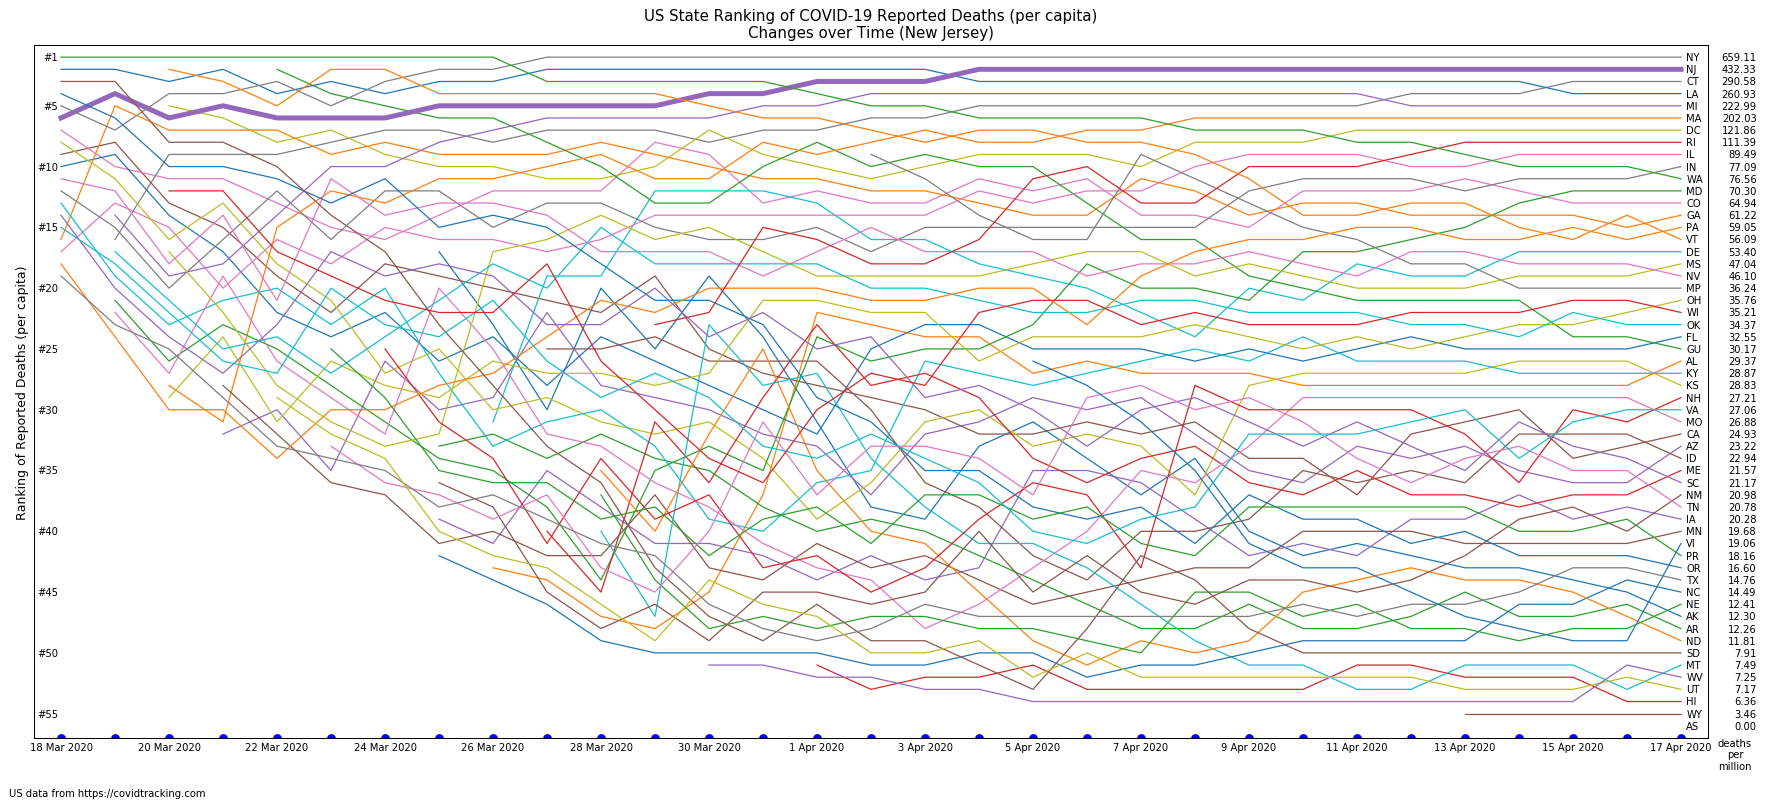 US State Ranking of COVID-19 Reported Deaths (per capita)
Changes over Time (New Jersey)
Ranking of Reported Deaths (per capita)
#1
#5
#10
#15
#20
#25
#30
#35
#40
#45
#50
#55
NY 659.11
NJ 432.33
CT 290.58
LA 260.93
MI 222.99
MA 202.03
DC 121.86
RI 111.39
IL 89.49
IN 77.09
WA 76.56
MD 70.30
CO 64.94
GA 61.22
PA 59.05
VT 56.09
DE 53.40
MS 47.04
NV 46.10
MP 36.24
OH 35.76
WI 35.21
OK 34.37
FL 32.55
GU 30.17
AL 29.37
KY 28.87
KS 28.83
NH 27.21
VA 27.06
MO 26.88
CA 24.93
AZ 23.22
ID 22.94
ME 21.57
SC 21.17
NM 20.98
TN 20.78
IA 20.28
MN 19.68
VI 19.06
PR 18.16
OR 16.60
TX 14.76
NC 14.49
NE 12.41
AK 12.30
AR 12.26
ND 11.81
SD 7.91
MT 7.49
WV 7.25
UT 7.17
HI 6.36
WY 3.46
AS 0.00
18 Mar 2020 20 Mar 2020 22 Mar 2020 24 Mar 2020 26 Mar 2020 28 Mar 2020 30 Mar 2020 1 Apr 2020 3 Apr 2020 5 Apr 2020 7 Apr 2020 9 Apr 2020 11 Apr 2020 13 Apr 2020 15 Apr 2020 17 Apr 2020
deaths
per
million
US data from https://covidtracking.com